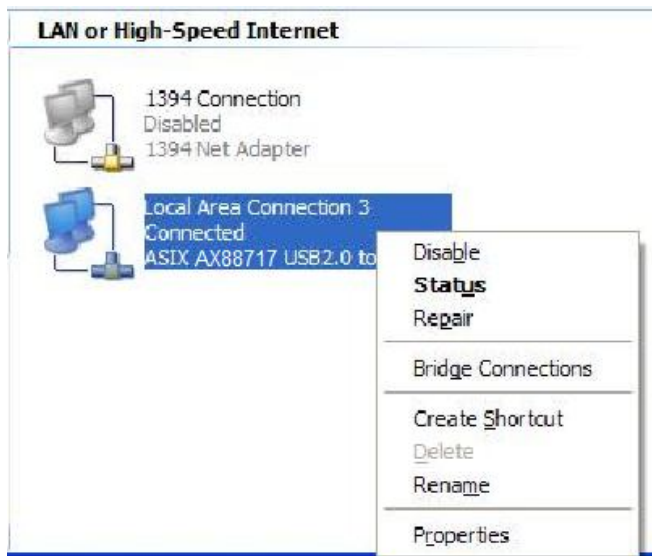 LAN or High-Speed Internet
1394 Connection
Disabled
1394 Net Adapter
Local Area Connection 3
Connected
ASIX AX88717 USB2.0 to
Disable
Status
Repair
Bridge Connections
Create Shortcut
Delete
Rename
Properties